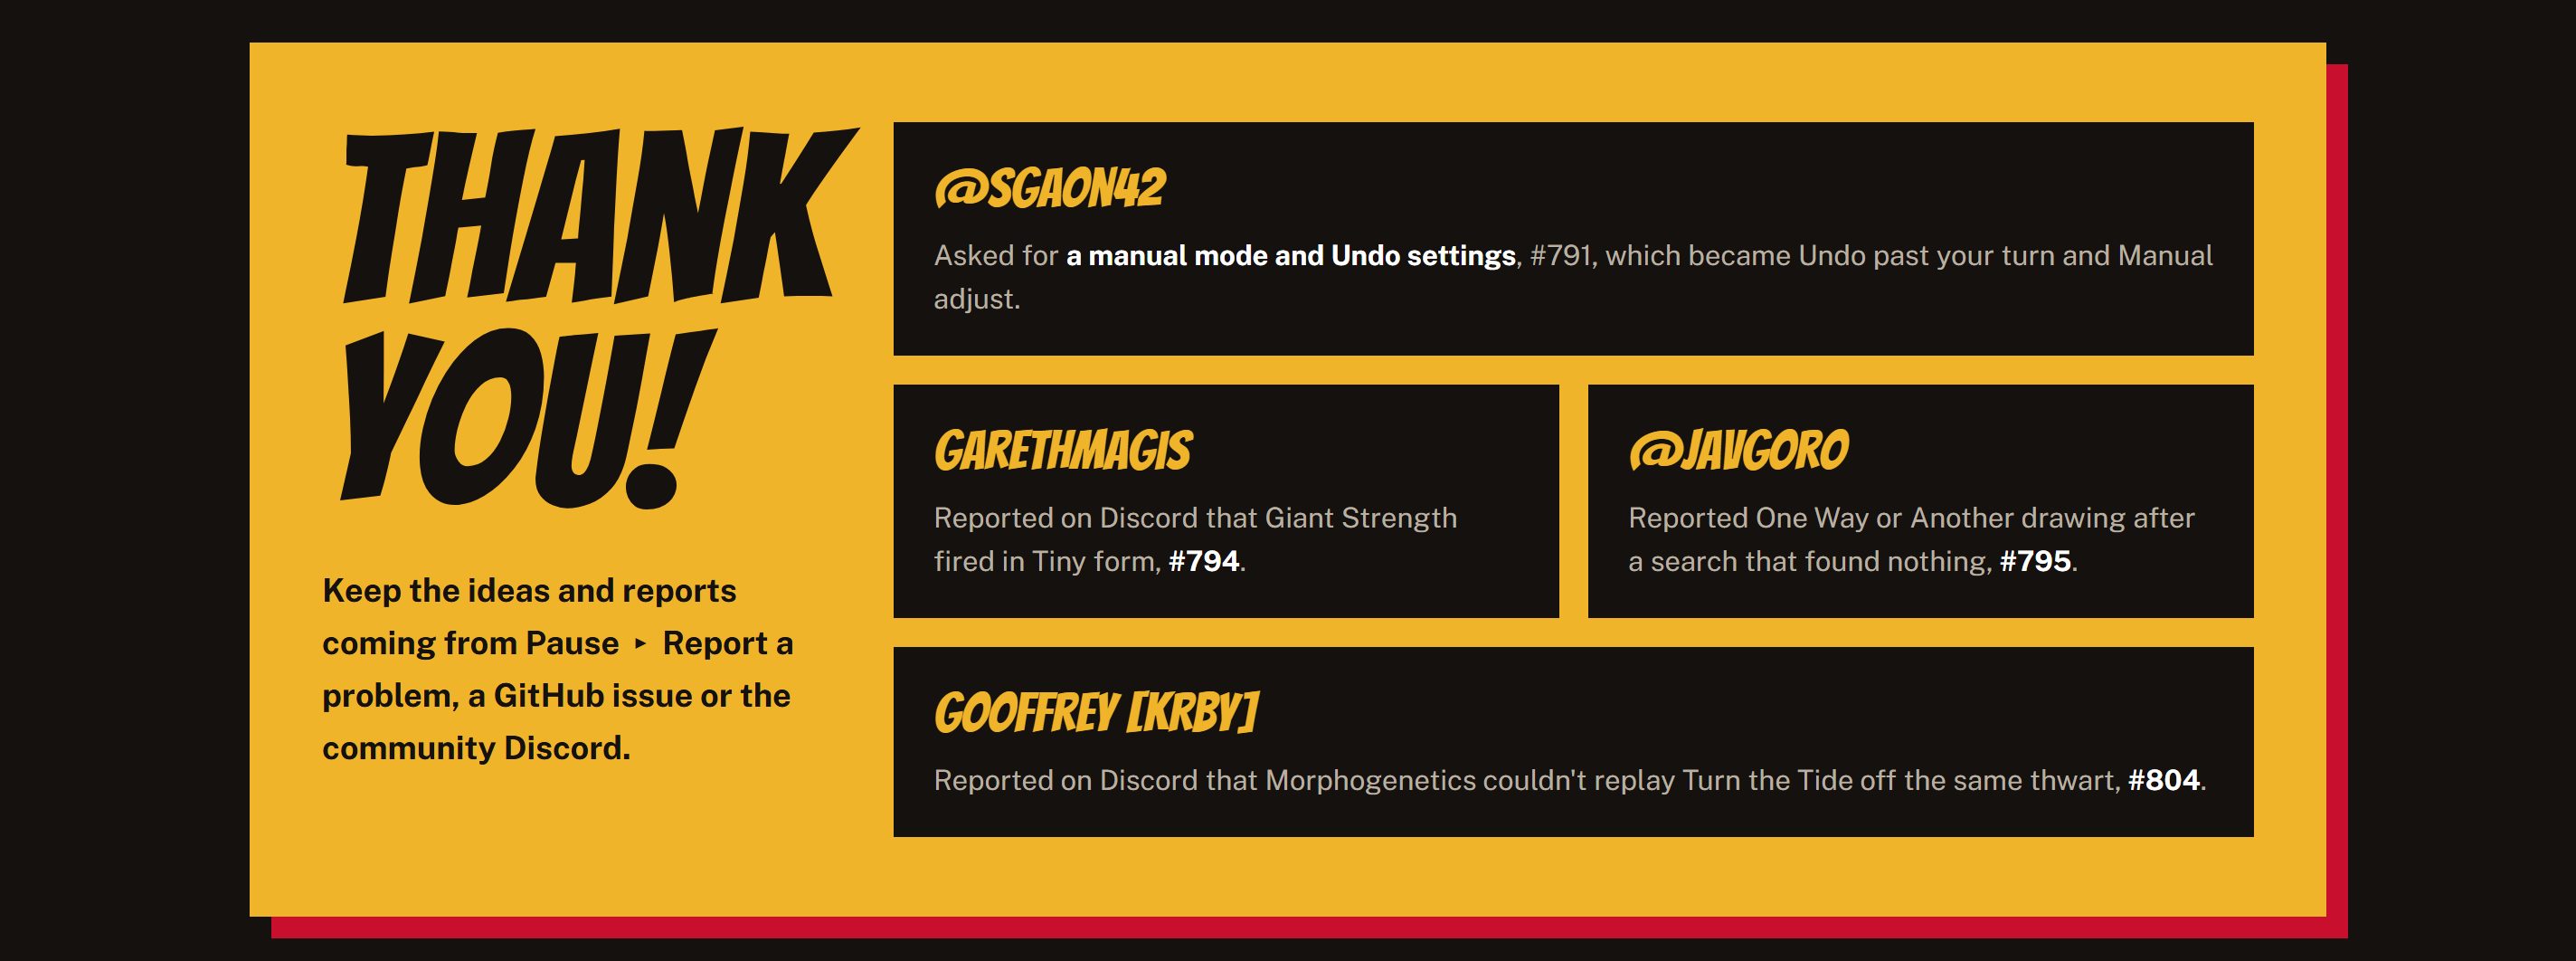 THANK
YOU!
Keep the ideas and reports
coming from Pause ▸ Report a
problem, a GitHub issue or the
community Discord.
@SGAON42
Asked for a manual mode and Undo settings, #791, which became Undo past your turn and Manual
adjust.
GARETHMAGIS
Reported on Discord that Giant Strength
fired in Tiny form, #794.
@JAVGORO
Reported One Way or Another drawing after
a search that found nothing, #795.
GOOFFREY [KRBY]
Reported on Discord that Morphogenetics couldn't replay Turn the Tide off the same thwart, #804.